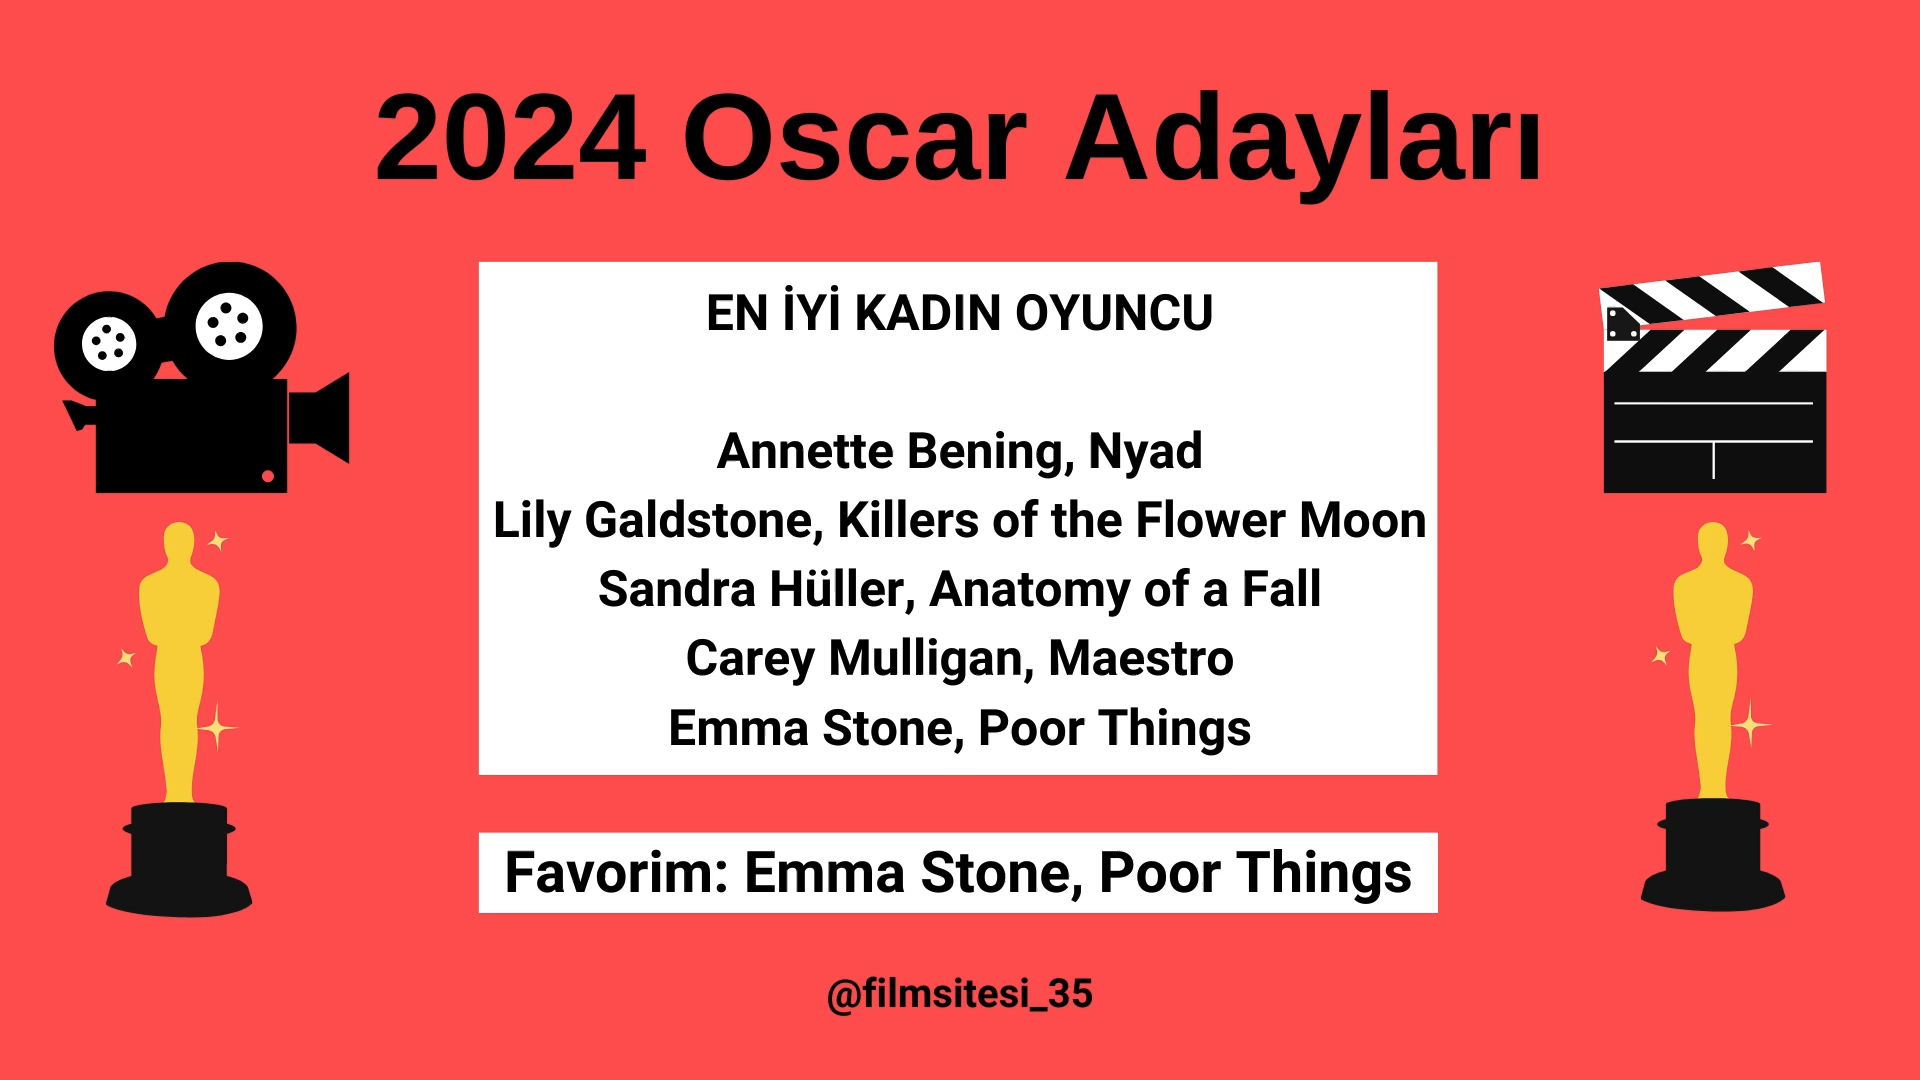 2024 Oscar Adayları
EN İYİ KADIN OYUNCU
Annette Bening, Nyad
Lily Galdstone, Killers of the Flower Moon
Sandra Hüller, Anatomy of a Fall
Carey Mulligan, Maestro
Emma Stone, Poor Things
Favorim: Emma Stone, Poor Things
@filmsitesi_35